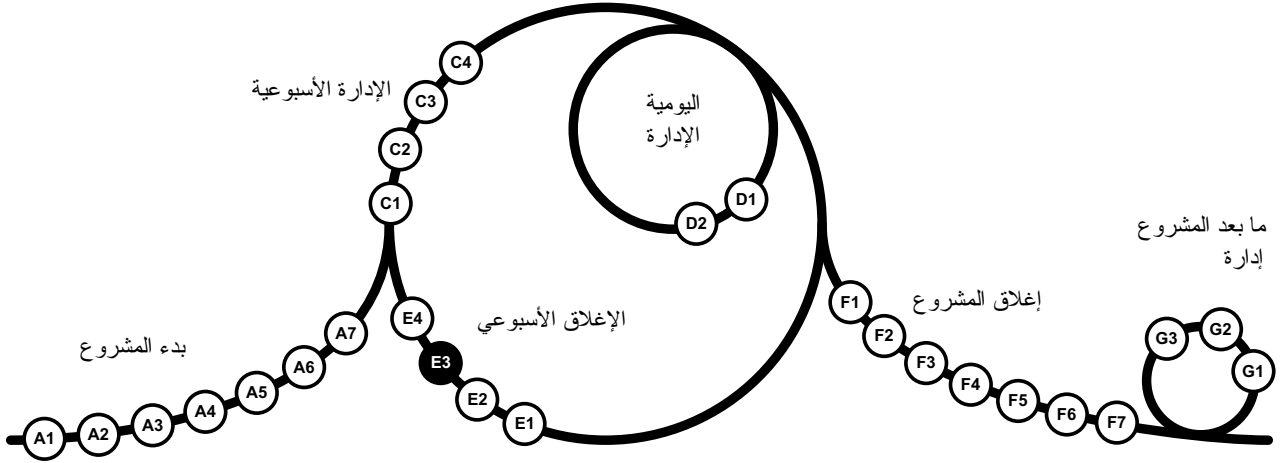 بدء المشروع
A1
A2
A3
A4
A5
A6
A7
الإدارة الأسبوعية
C1
C2
C3
C4
اليومية
الإدارة
D1
D2
الإغلاق الأسبوعي
E1
E2
E3
E4
إغلاق المشروع
F1
F2
F3
F4
F5
F6
F7
ما بعد المشروع
إدارة
G1
G2
G3